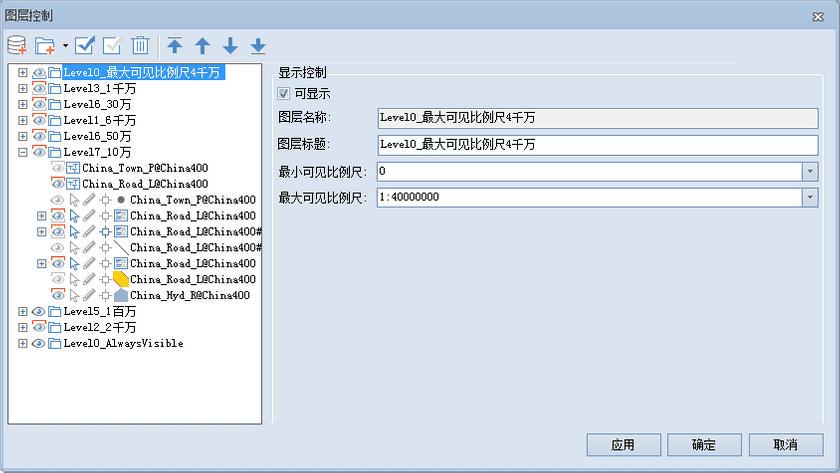 图层控制
Level0_最大可见比例尺4千万
Level3_1千万
Level6_30万
Level1_6千万
Level6_50万
Level7_10万
China_Town_P@China400
China_Road_L@China400
China_Town_P@China400
China_Road_L@China400
China_Road_L@China400#
China_Road_L@China400#
China_Road_L@China400
China_Road_L@China400
China_Hyd_R@China400
Level5_1百万
Level2_2千万
Level0_AlwaysVisible
显示控制
可显示
图层名称: Level0_最大可见比例尺4千万
图层标题: Level0_最大可见比例尺4千万
最小可见比例尺: 0
最大可见比例尺: 1:40000000
应用 确定 取消